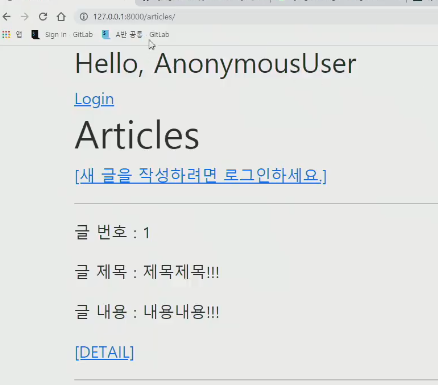 127.0.0.1:8000/articles/
앱 Sign in · GitLab A반 공통 · GitLab
Hello, AnonymousUser
Login
Articles
[새 글을 작성하려면 로그인하세요.]
글 번호 : 1
글 제목 : 제목제목!!!
글 내용 : 내용내용!!!
[DETAIL]